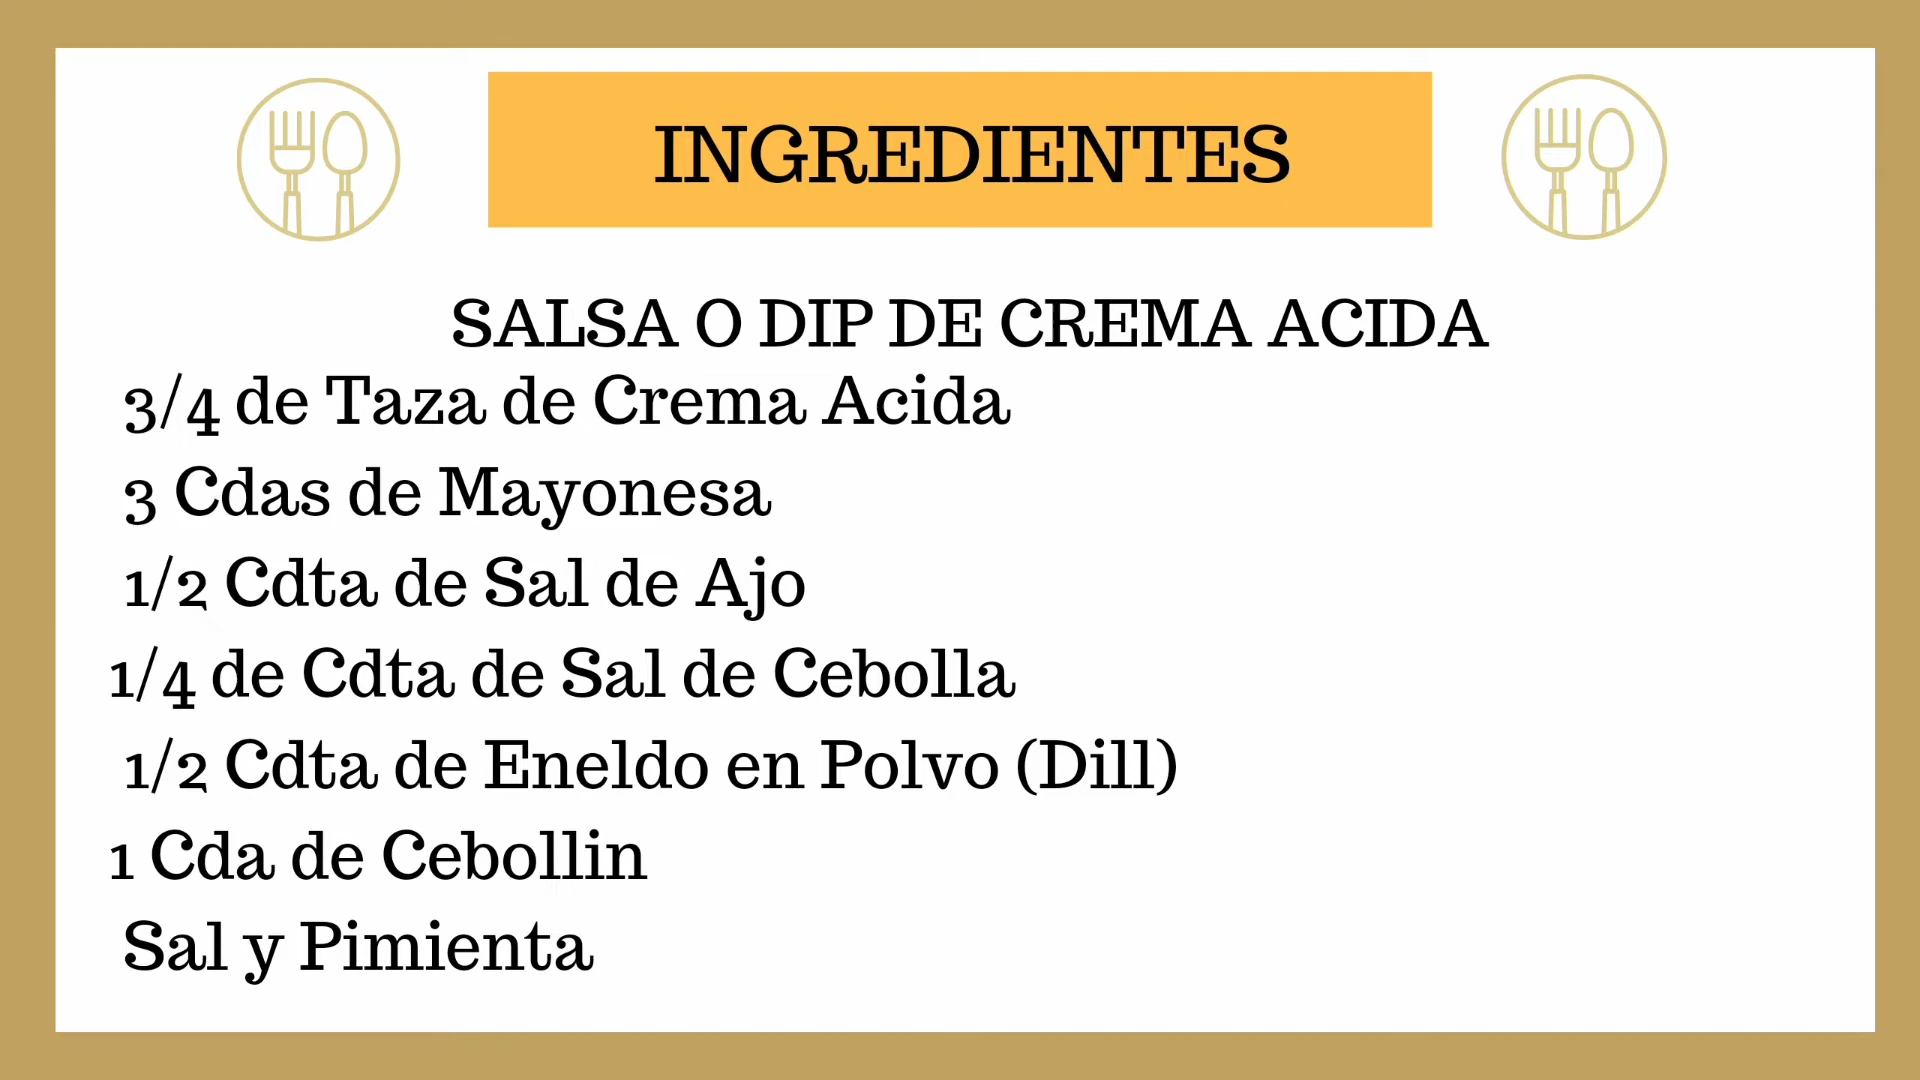 INGREDIENTES
SALSA O DIP DE CREMA ACIDA
3/4 de Taza de Crema Acida
3 Cdas de Mayonesa
1/2 Cdta de Sal de Ajo
1/4 de Cdta de Sal de Cebolla
1/2 Cdta de Eneldo en Polvo (Dill)
1 Cda de Cebollin
Sal y Pimienta